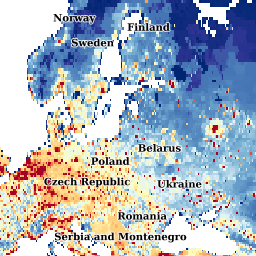 Norway
Finland
Sweden
Belarus
Poland
Czech Republic
Ukraine
Romania
Serbia and Montenegro